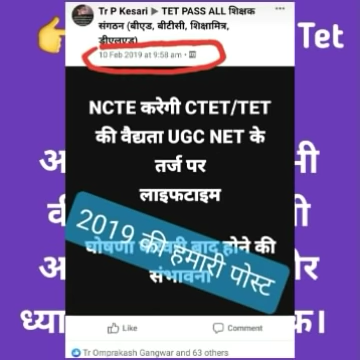 Tr P Kesari ▶ TET PASS ALL शिक्षक
संगठन (बीएड, बीटीसी, शिक्षामित्र,
डीएलएड)
10 Feb 2019 at 9:58 am
Tet
NCTE करेगी CTET/TET
की वैद्यता UGC NET के
तर्ज पर
लाइफटाइम
घोषणा बाद होने की
संभावना
2019 की हमारी पोस्ट
Like
Comment
Tr Omprakash Gangwar and 63 others